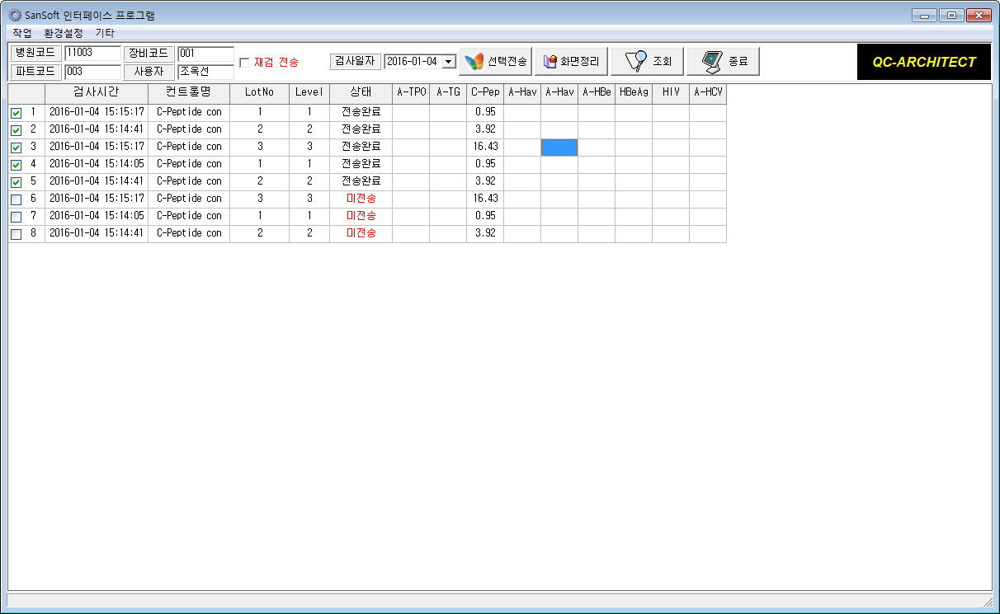 SanSoft 인터페이스 프로그램
작업 환경설정 기타
병원코드 11003 장비코드 001
파트코드 003 사용자 조옥선
재검 전송 검사일자 2016-01-04 선택전송 화면정리 조회 종료 QC-ARCHITECT
검사시간 컨트롤명 LotNo Level 상태 A-TPO A-TG C-Pep A-Hav A-Hav A-HBe HBeAg HIV A-HCV
1 2016-01-04 15:15:17 C-Peptide con 1 1 전송완료 0.95
2 2016-01-04 15:14:41 C-Peptide con 2 2 전송완료 3.92
3 2016-01-04 15:15:17 C-Peptide con 3 3 전송완료 16.43
4 2016-01-04 15:14:05 C-Peptide con 1 1 전송완료 0.95
5 2016-01-04 15:14:41 C-Peptide con 2 2 전송완료 3.92
6 2016-01-04 15:15:17 C-Peptide con 3 3 미전송 16.43
7 2016-01-04 15:14:05 C-Peptide con 1 1 미전송 0.95
8 2016-01-04 15:14:41 C-Peptide con 2 2 미전송 3.92